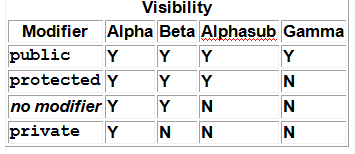 Visibility
Modifier Alpha Beta Alphasub Gamma
public Y Y Y Y
protected Y Y Y N
no modifier Y Y N N
private Y N N N